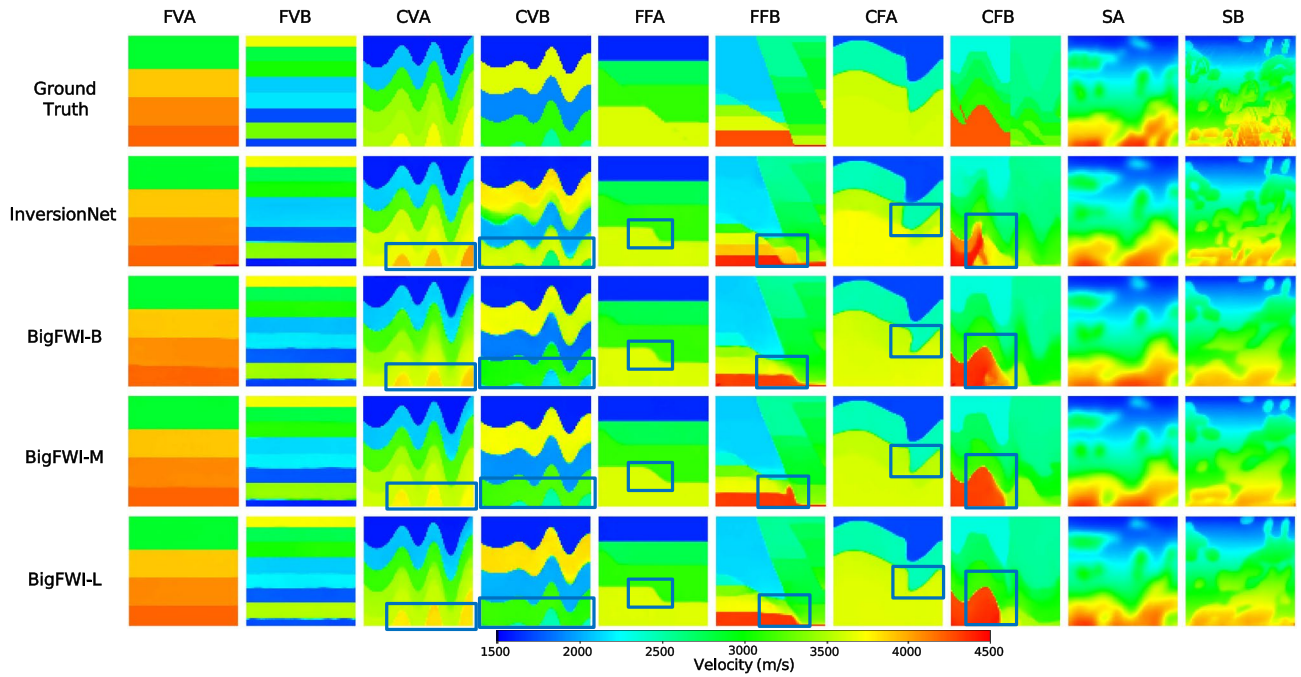 FVA FVB CVA CVB FFA FFB CFA CFB SA SB
Ground
Truth
InversionNet
BigFWI-B
BigFWI-M
BigFWI-L
1500 2000 2500 3000 3500 4000 4500
Velocity (m/s)